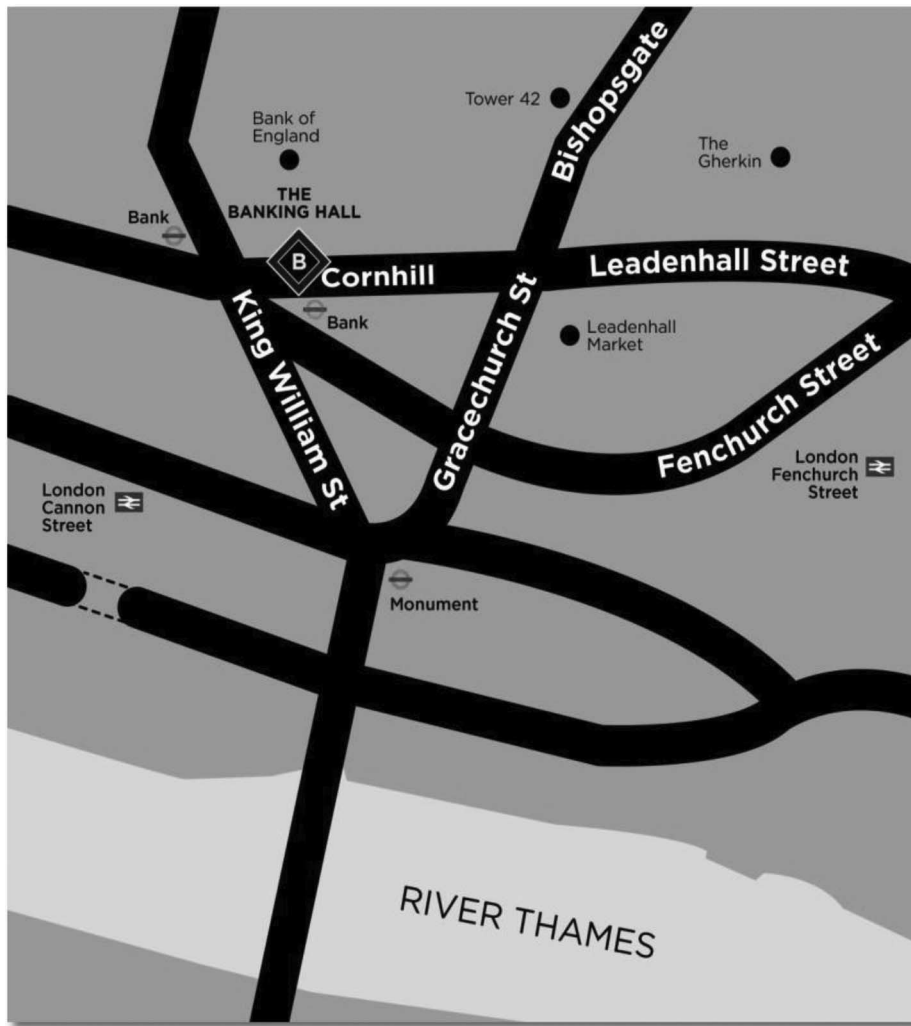 Bishopsgate
Tower 42
Bank of
England
The
Gherkin
THE
BANKING HALL
Bank
B
Cornhill
Leadenhall Street
Bank
King William St
Gracechurch St
Leadenhall
Market
Fenchurch Street
London
Fenchurch
Street
London
Cannon
Street
Monument
RIVER THAMES